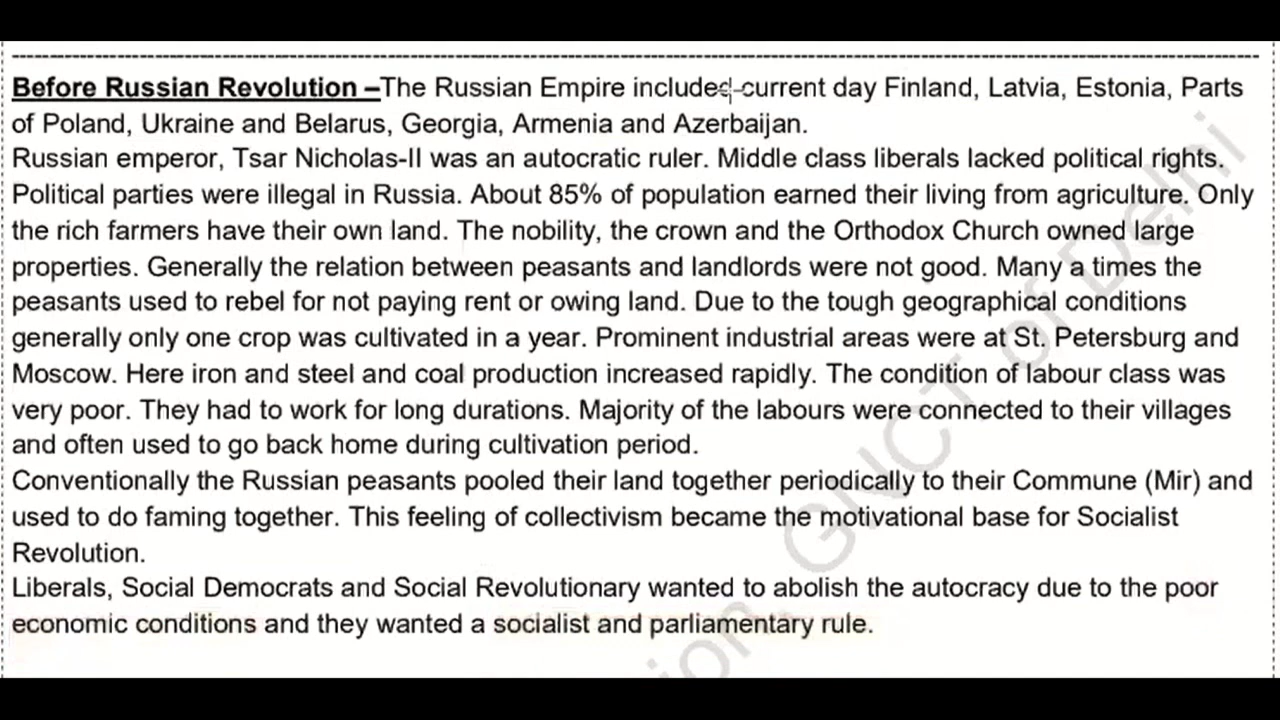 Before Russian Revolution –The Russian Empire included current day Finland, Latvia, Estonia, Parts
of Poland, Ukraine and Belarus, Georgia, Armenia and Azerbaijan.
Russian emperor, Tsar Nicholas-II was an autocratic ruler. Middle class liberals lacked political rights.
Political parties were illegal in Russia. About 85% of population earned their living from agriculture. Only
the rich farmers have their own land. The nobility, the crown and the Orthodox Church owned large
properties. Generally the relation between peasants and landlords were not good. Many a times the
peasants used to rebel for not paying rent or owing land. Due to the tough geographical conditions
generally only one crop was cultivated in a year. Prominent industrial areas were at St. Petersburg and
Moscow. Here iron and steel and coal production increased rapidly. The condition of labour class was
very poor. They had to work for long durations. Majority of the labours were connected to their villages
and often used to go back home during cultivation period.
Conventionally the Russian peasants pooled their land together periodically to their Commune (Mir) and
used to do faming together. This feeling of collectivism became the motivational base for Socialist
Revolution.
Liberals, Social Democrats and Social Revolutionary wanted to abolish the autocracy due to the poor
economic conditions and they wanted a socialist and parliamentary rule.
GNCT of Delhi